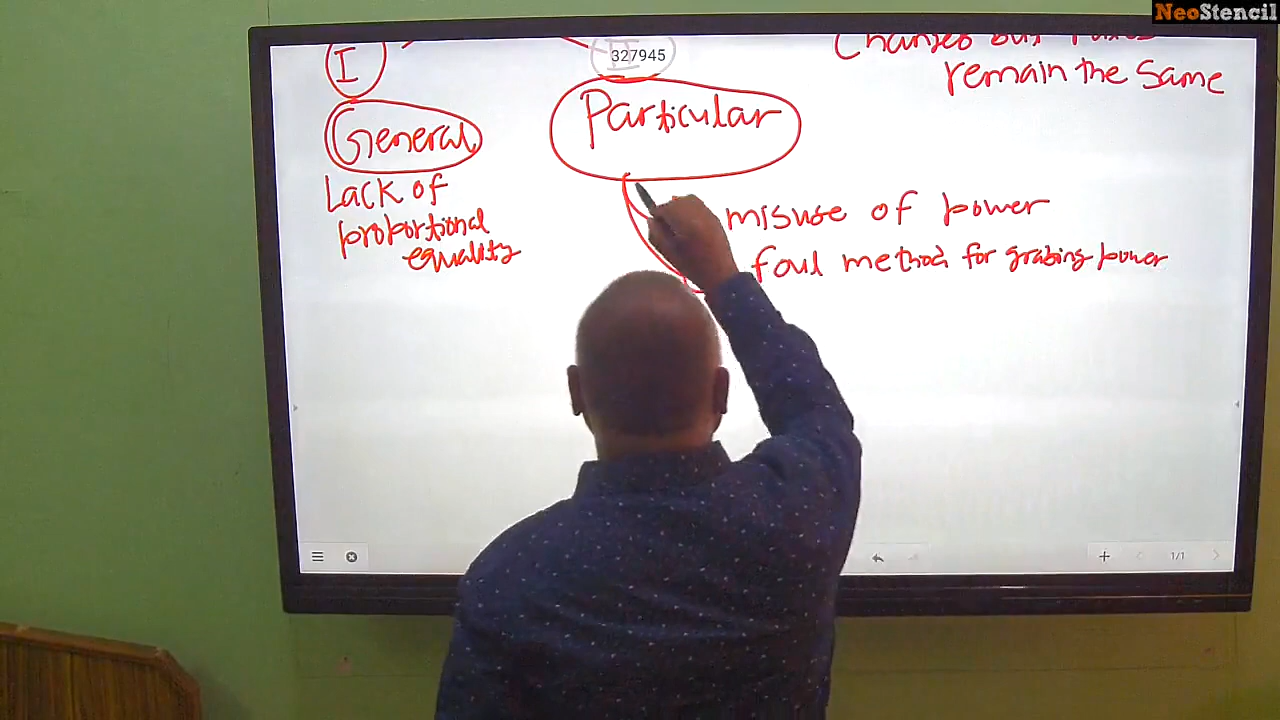 NeoStencil
remain the same
I
327945
General
Particular
Lack of
proportional
equality
misuse of power
foul method for grabing power
1/1